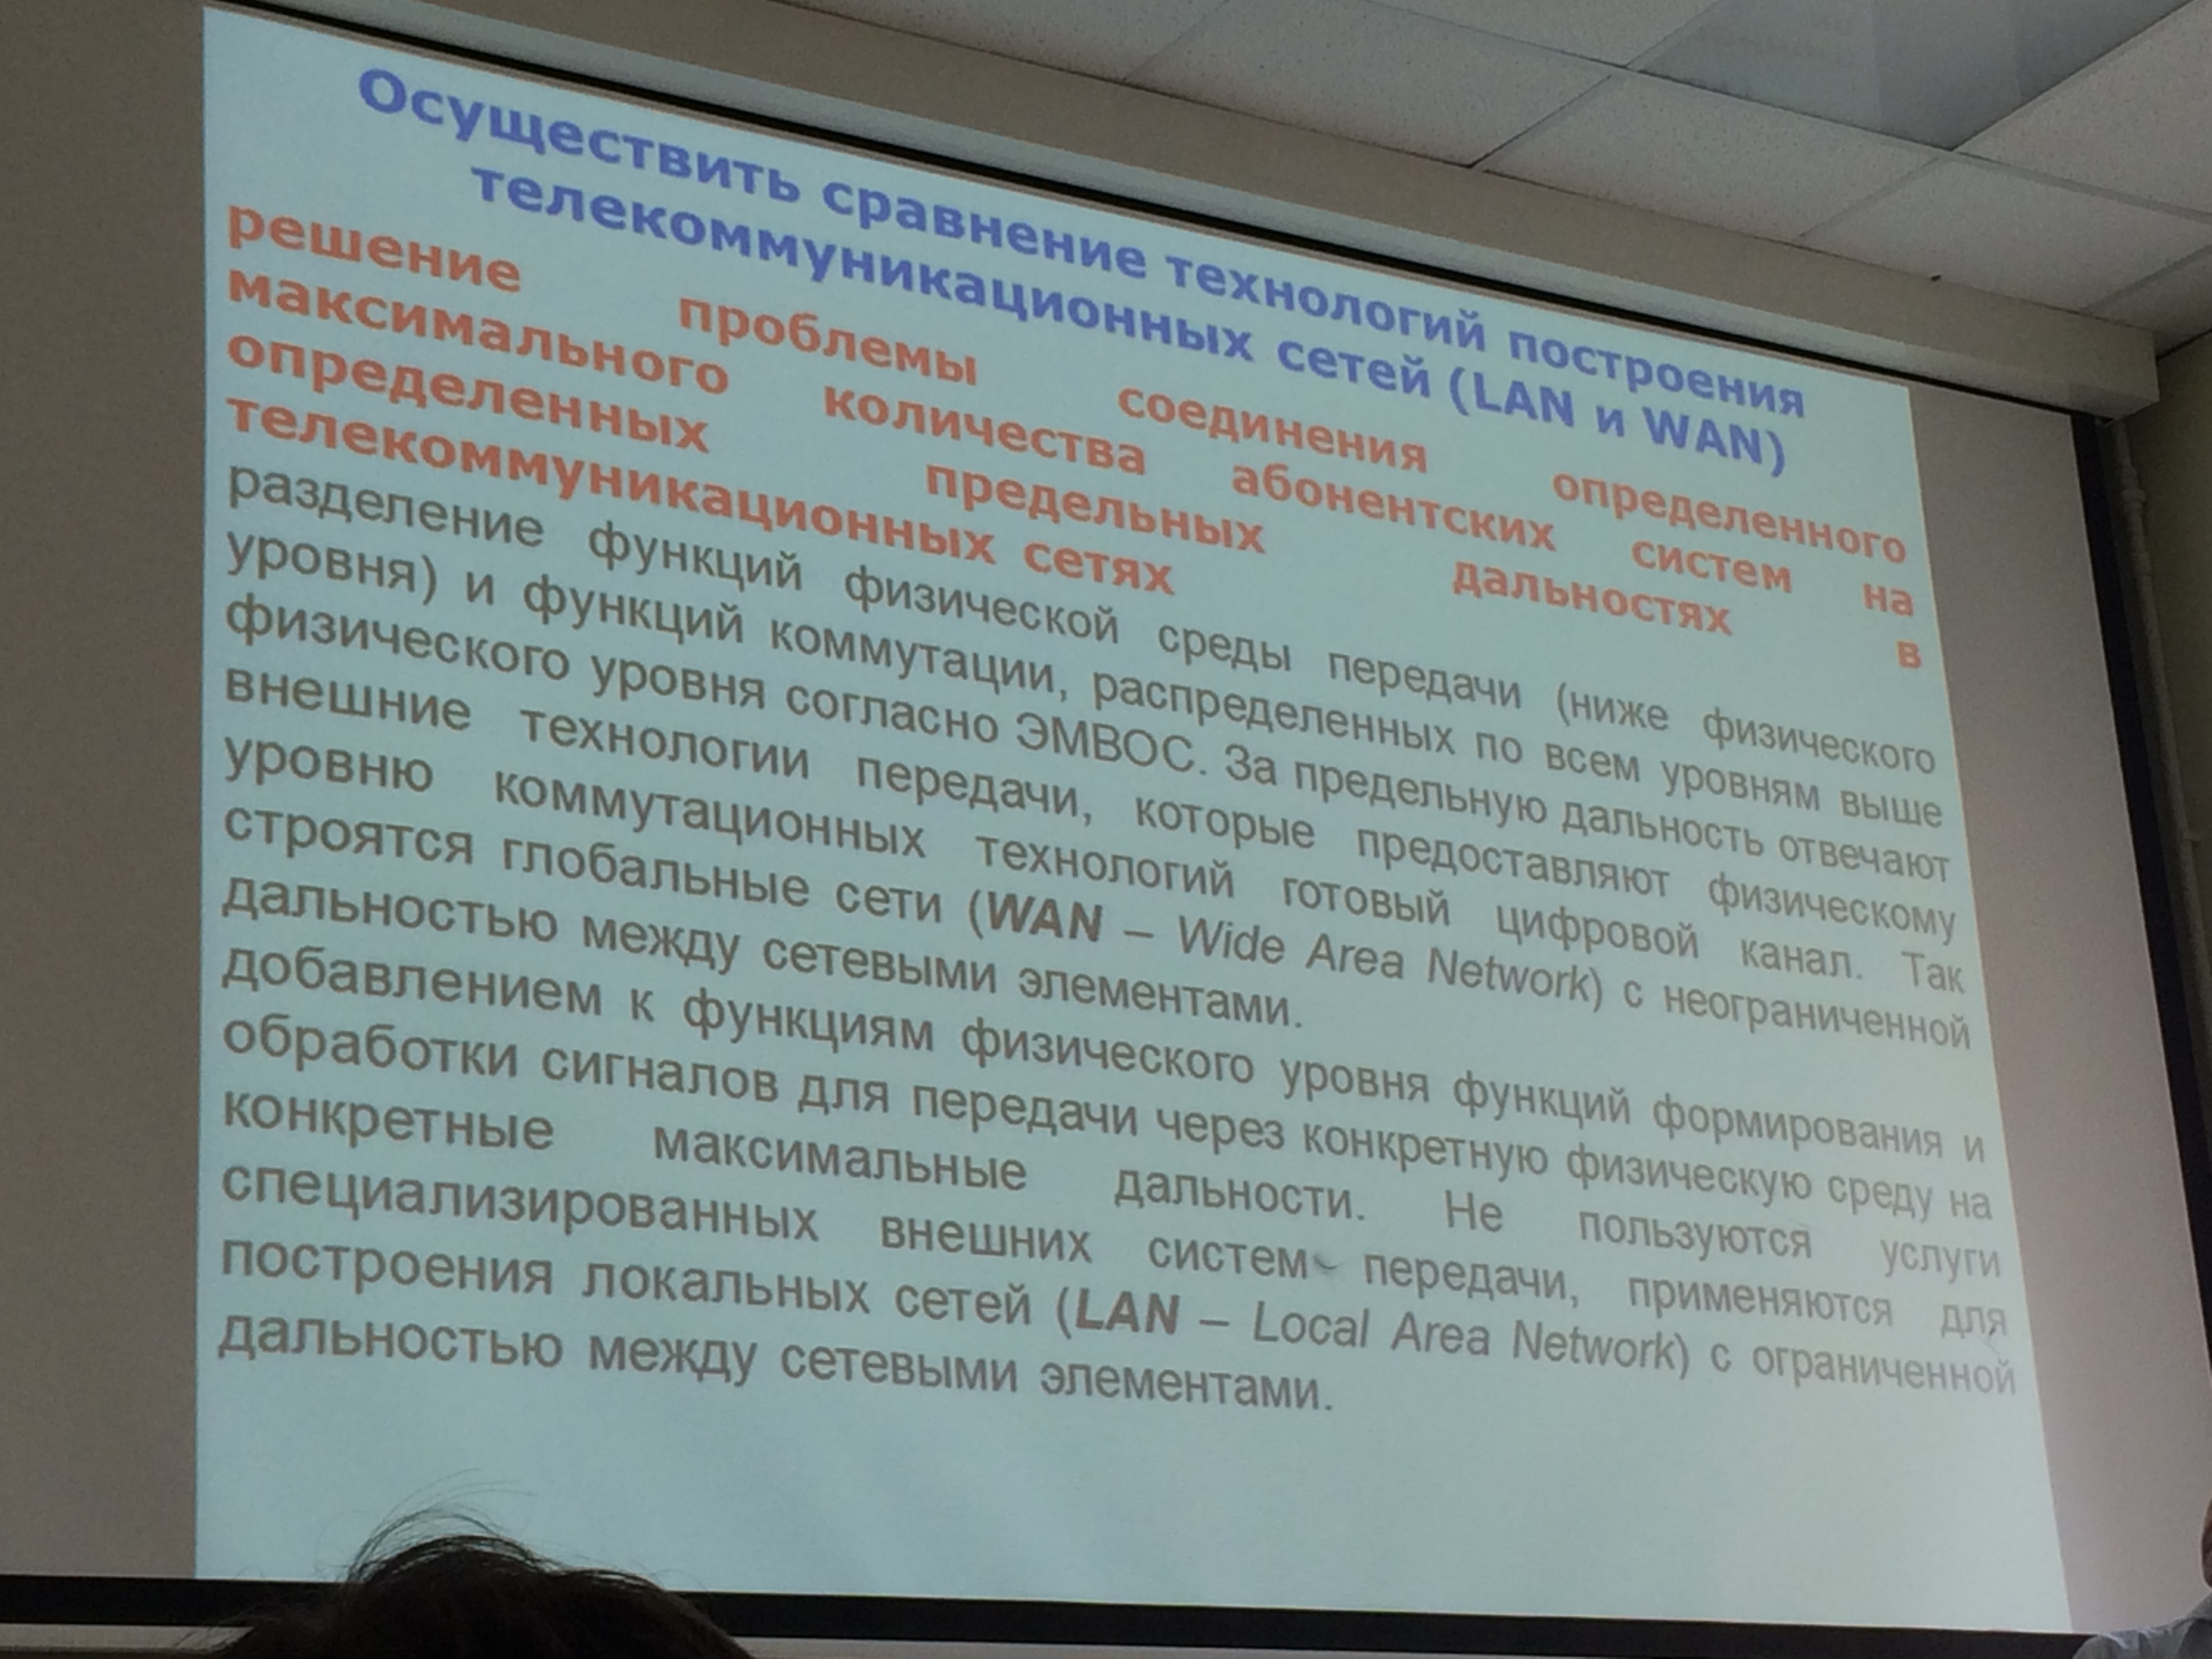 Осуществить сравнение технологий построения
телекоммуникационных сетей (LAN и WAN)
решение проблемы соединения определенного
максимального количества абонентских систем на
определенных предельных дальностях в
телекоммуникационных сетях
разделение функций физической среды передачи (ниже физического
уровня) и функций коммутации, распределенных по всем уровням выше
физического уровня согласно ЭМВОС. За предельную дальность отвечают
внешние технологии передачи, которые предоставляют физическому
уровню коммутационных технологий готовый цифровой канал. Так
строятся глобальные сети (WAN – Wide Area Network) с неограниченной
дальностью между сетевыми элементами.
добавлением к функциям физического уровня функций формирования и
обработки сигналов для передачи через конкретную физическую среду на
конкретные максимальные дальности. Не пользуются услуги
специализированных внешних систем передачи, применяются для
построения локальных сетей (LAN – Local Area Network) с ограниченной
дальностью между сетевыми элементами.